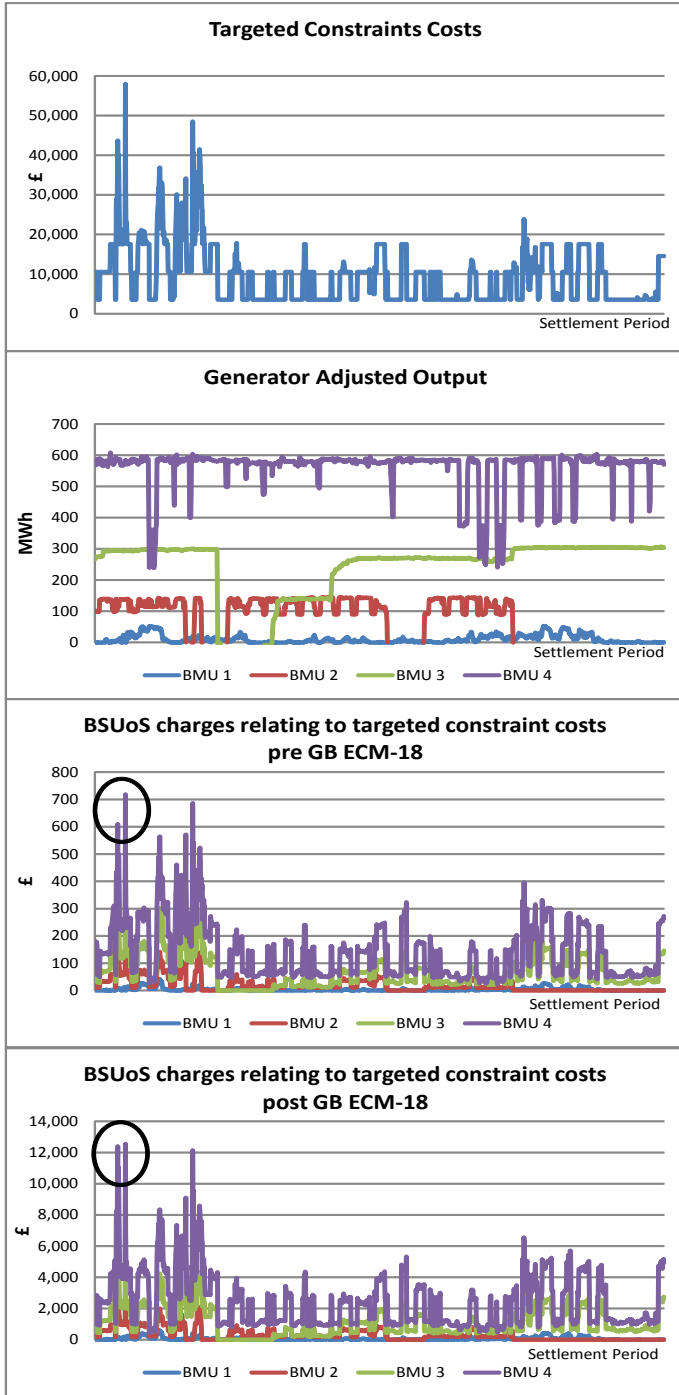 Targeted Constraints Costs
60,000
50,000
40,000
30,000
20,000
10,000
0
£
Settlement Period
Generator Adjusted Output
700
600
500
400
300
200
100
0
MWh
Settlement Period
BMU 1 BMU 2 BMU 3 BMU 4
BSUoS charges relating to targeted constraint costs
pre GB ECM-18
800
700
600
500
400
300
200
100
0
£
Settlement Period
BMU 1 BMU 2 BMU 3 BMU 4
BSUoS charges relating to targeted constraint costs
post GB ECM-18
14,000
12,000
10,000
8,000
6,000
4,000
2,000
0
£
Settlement Period
BMU 1 BMU 2 BMU 3 BMU 4